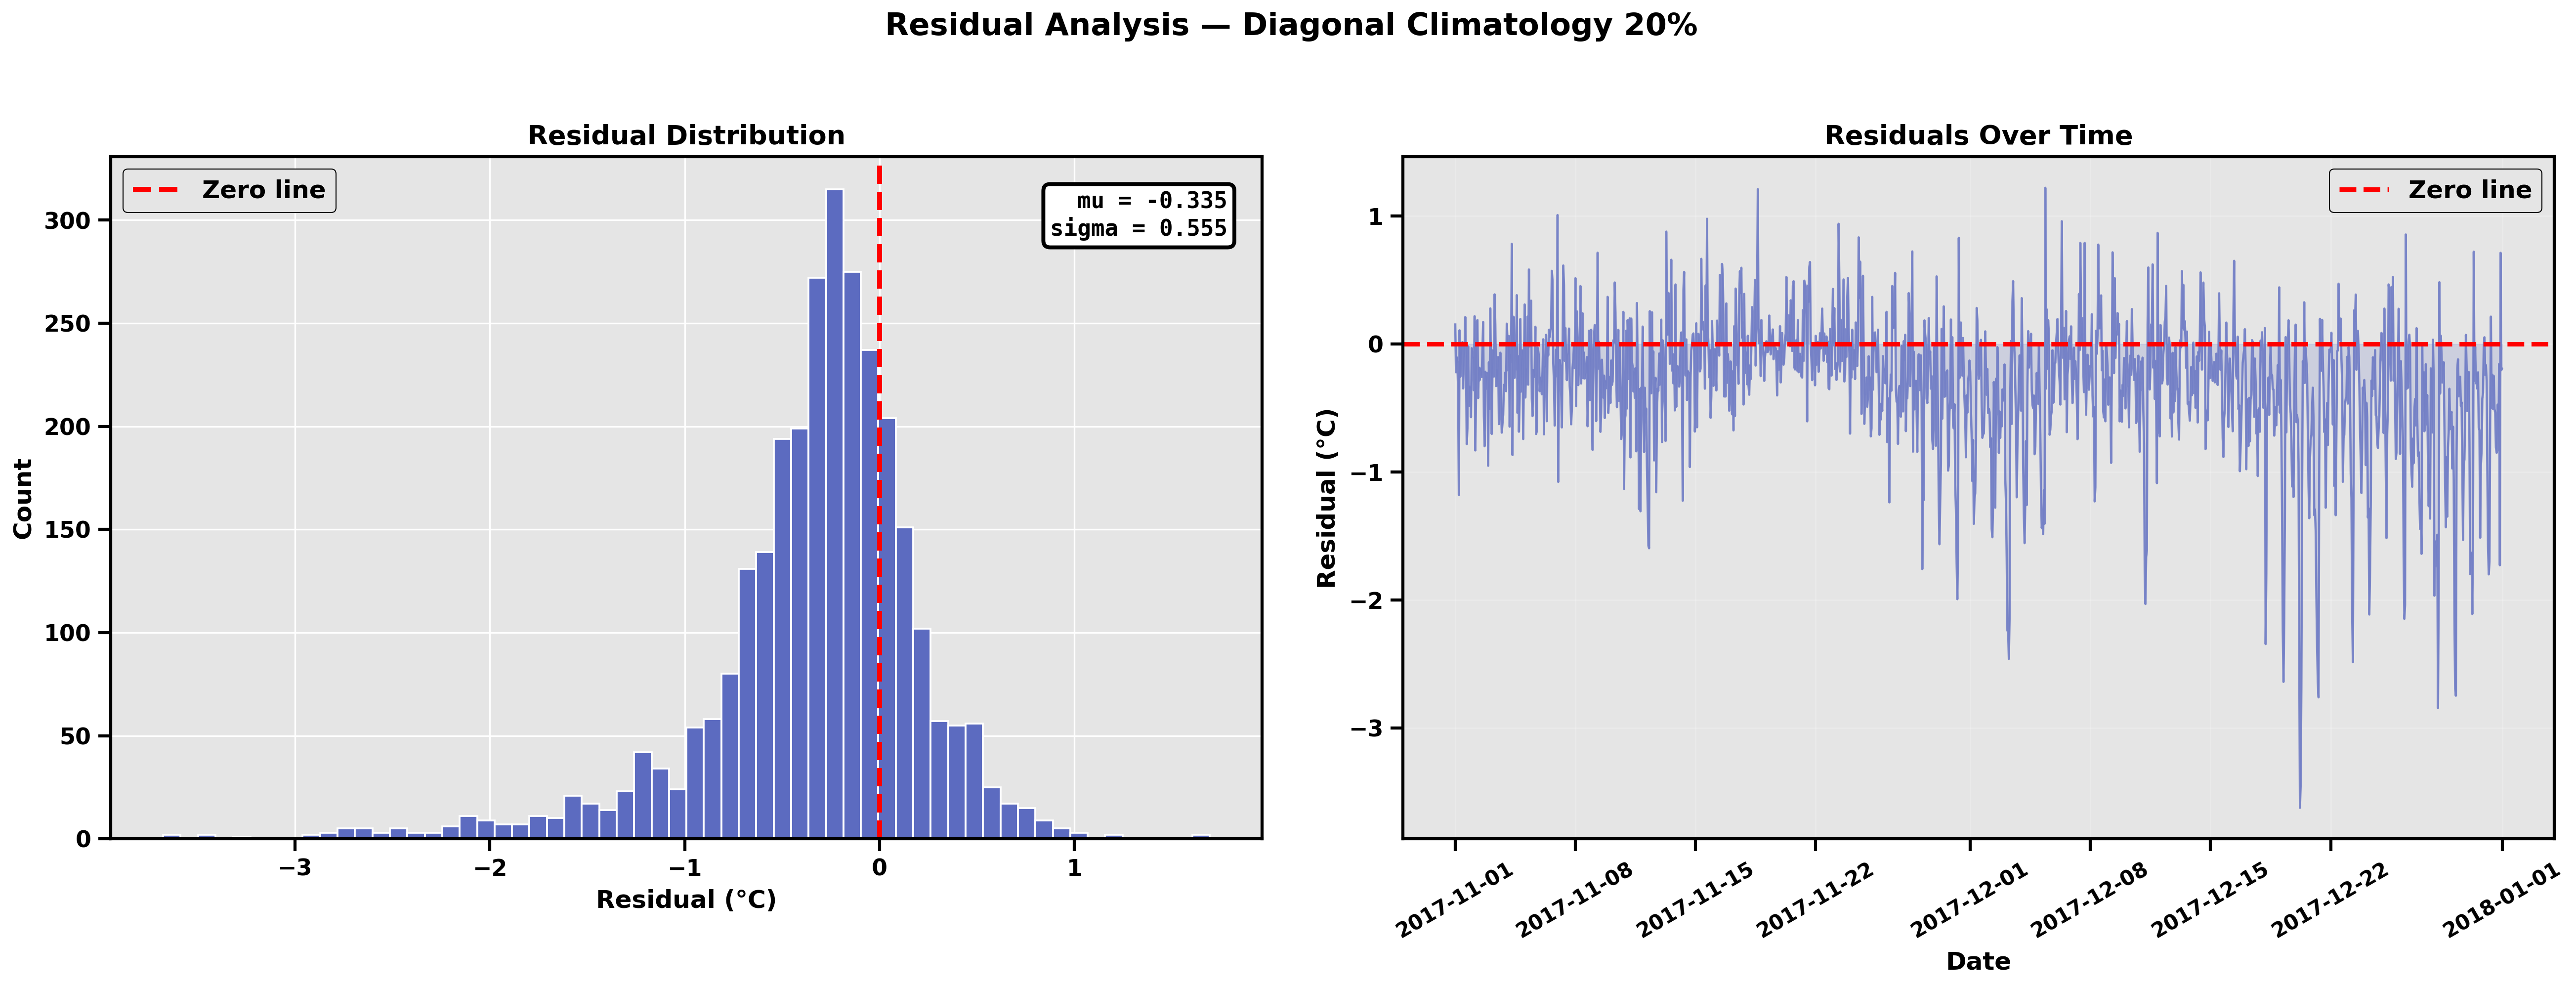 Residual Analysis — Diagonal Climatology 20%
Residual Distribution
Zero line
mu = -0.335
sigma = 0.555
300
250
200
150
100
50
0
Count
−3
−2
−1
0
1
Residual (°C)
Residuals Over Time
Zero line
1
0
−1
−2
−3
Residual (°C)
2017-11-01
2017-11-08
2017-11-15
2017-11-22
2017-12-01
2017-12-08
2017-12-15
2017-12-22
2018-01-01
Date